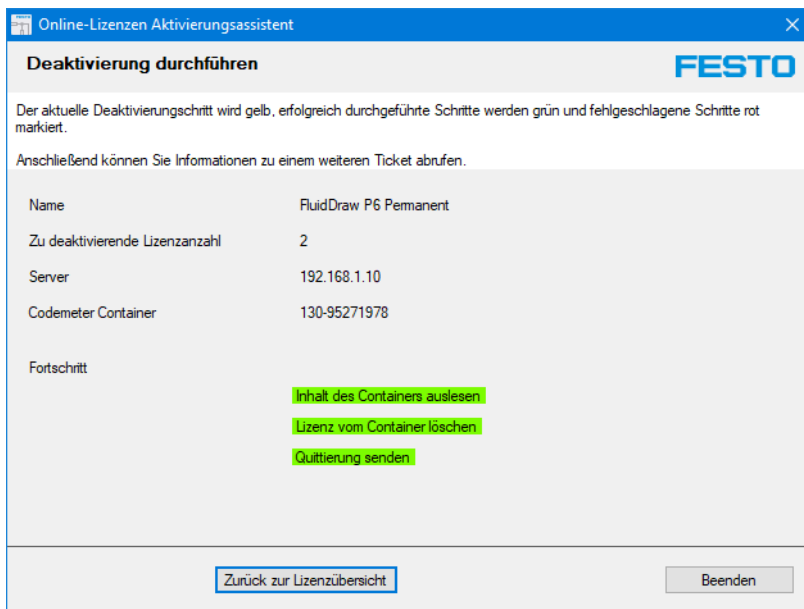 Online-Lizenzen Aktivierungsassistent
Deaktivierung durchführen
FESTO
Der aktuelle Deaktivierungschritt wird gelb, erfolgreich durchgeführte Schritte werden grün und fehlgeschlagene Schritte rot
markiert.
Anschließend können Sie Informationen zu einem weiteren Ticket abrufen.
Name FluidDraw P6 Permanent
Zu deaktivierende Lizenzanzahl 2
Server 192.168.1.10
Codemeter Container 130-95271978
Fortschritt
Inhalt des Containers auslesen
Lizenz vom Container löschen
Quittierung senden
Zurück zur Lizenzübersicht Beenden